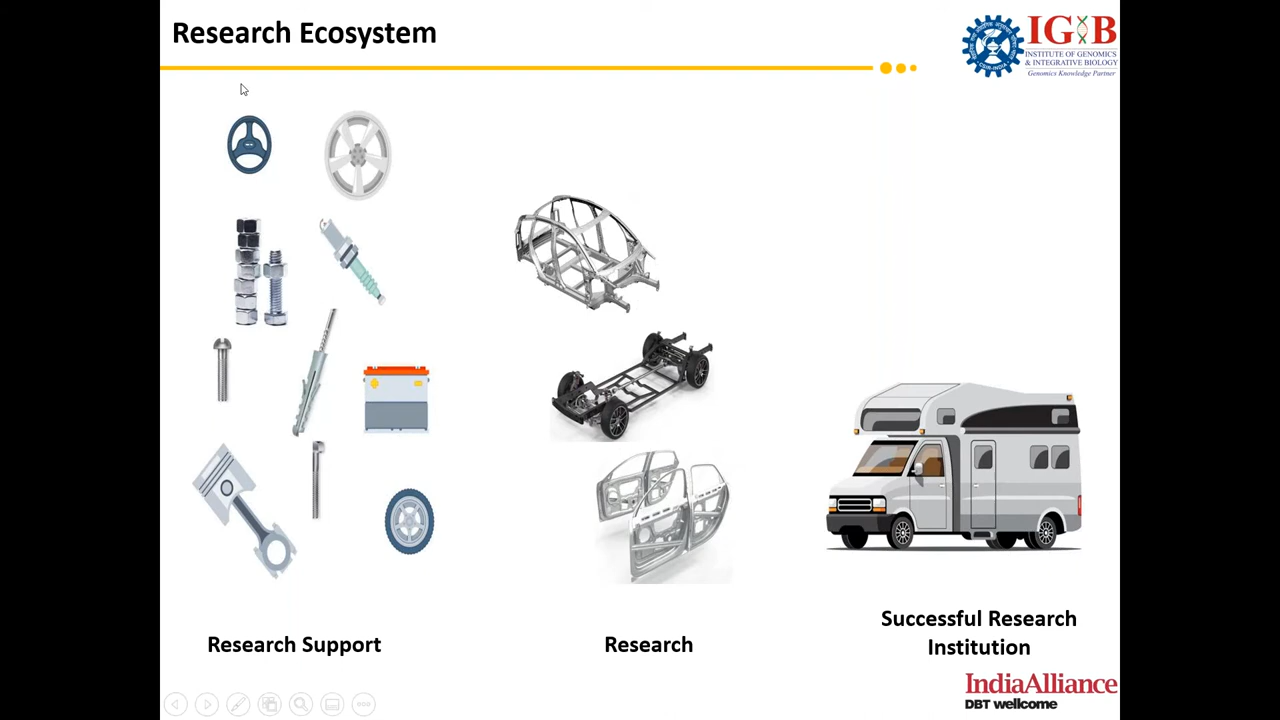 Research Ecosystem
IGIB
INSTITUTE OF GENOMICS
& INTEGRATIVE BIOLOGY
Genomics Knowledge Partner
Research Support
Research
Successful Research
Institution
IndiaAlliance
DBT wellcome